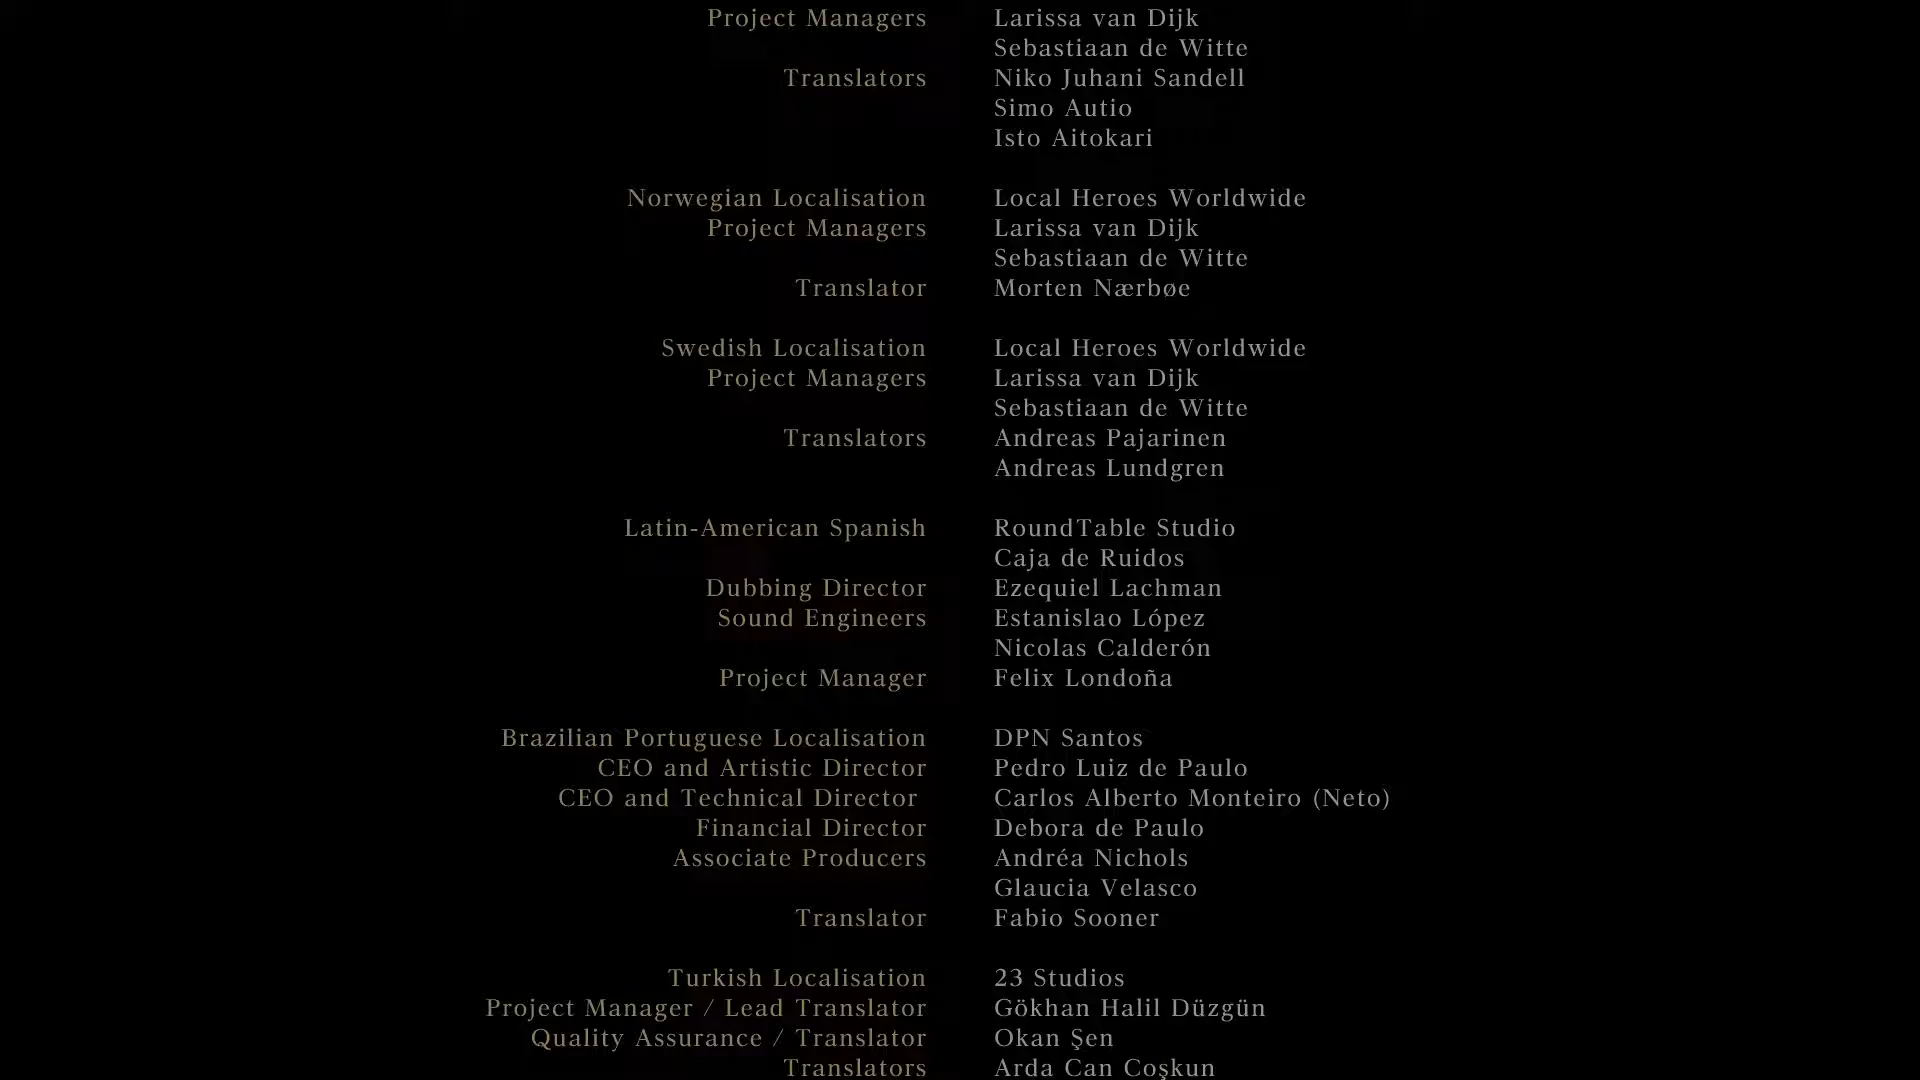 Project Managers Larissa van Dijk
Sebastiaan de Witte
Translators Niko Juhani Sandell
Simo Autio
Isto Aitokari
Norwegian Localisation Local Heroes Worldwide
Project Managers Larissa van Dijk
Sebastiaan de Witte
Translator Morten Nærbøe
Swedish Localisation Local Heroes Worldwide
Project Managers Larissa van Dijk
Sebastiaan de Witte
Translators Andreas Pajarinen
Andreas Lundgren
Latin-American Spanish RoundTable Studio
Caja de Ruidos
Dubbing Director Ezequiel Lachman
Sound Engineers Estanislao López
Nicolas Calderón
Project Manager Felix Londoña
Brazilian Portuguese Localisation DPN Santos
CEO and Artistic Director Pedro Luiz de Paulo
CEO and Technical Director Carlos Alberto Monteiro (Neto)
Financial Director Debora de Paulo
Associate Producers Andréa Nichols
Glaucia Velasco
Translator Fabio Sooner
Turkish Localisation 23 Studios
Project Manager / Lead Translator Gökhan Halil Düzgün
Quality Assurance / Translator Okan Şen
Translators Arda Can Coşkun